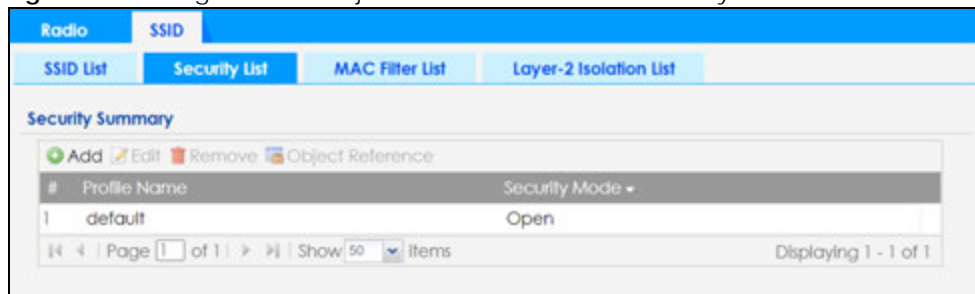 Radio SSID
SSID List Security List MAC Filter List Layer-2 Isolation List
Security Summary
Add Edit Remove Object Reference
# Profile Name Security Mode
1 default Open
Page 1 of 1 Show 50 Items Displaying 1 - 1 of 1